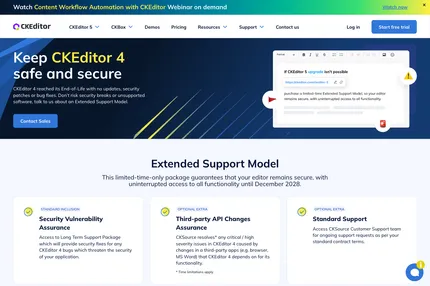 Watch Content Workflow Automation with CKEditor Webinar on demand
Watch now
CKEditor
CKEditor 5
CKBox
Demos
Pricing
Resources
Support
Contact us
Log in
Start free trial
Keep CKEditor 4
safe and secure
CKEditor 4 reached its End-of-Life with no updates, security
patches or bug fixes. Don't risk security breaches or unsupported
software, talk to us about an Extended Support Model.
Contact Sales
If CKEditor 5 upgrade isn't possible
purchase a limited-time Extended Support Model, so your editor
remains secure, with uninterrupted access to all functionality.
Extended Support Model
This limited-time-only package guarantees that your editor remains secure, with
uninterrupted access to all functionality until December 2028.
STANDARD INCLUSION
Security Vulnerability
Assurance
Access to Long Term Support Package
which will provide security fixes for any
CKEditor 4 bugs which threaten the security
of your application.
OPTIONAL EXTRA
Third-party API Changes
Assurance
CKSource resolves* any critical / high
severity issues in CKEditor 4 caused by
changes in a third-party apps (e.g. browser,
MS Word) that CKEditor 4 depends on for its
functionality.
* Time limitations apply
OPTIONAL EXTRA
Standard Support
Access CKSource Customer Support team
for ongoing support requests as per your
standard contract terms.